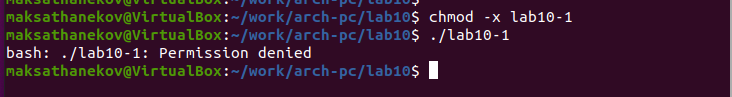 maksathanekov@VirtualBox:~/work/arch-pc/lab10$ chmod -x lab10-1
maksathanekov@VirtualBox:~/work/arch-pc/lab10$ ./lab10-1
bash: ./lab10-1: Permission denied
maksathanekov@VirtualBox:~/work/arch-pc/lab10$